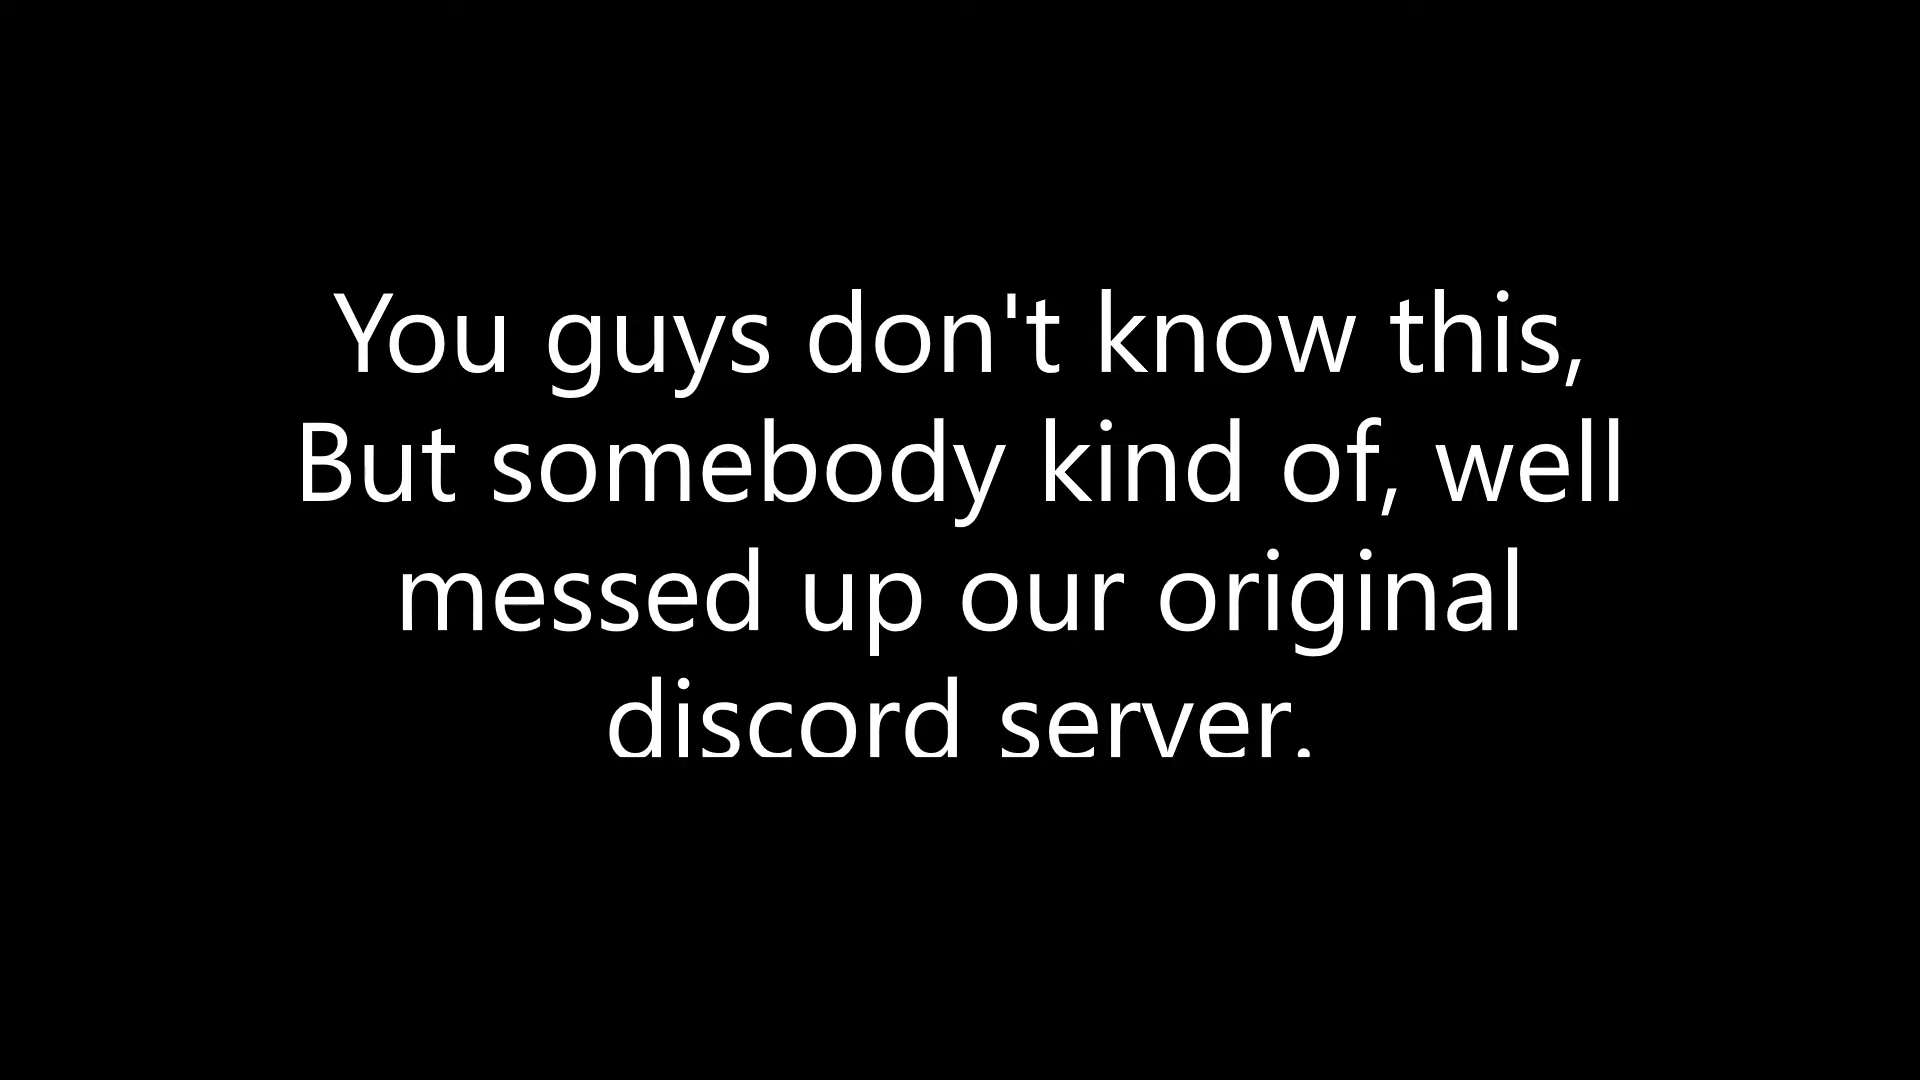 You guys don't know this,
But somebody kind of, well
messed up our original
discord server.